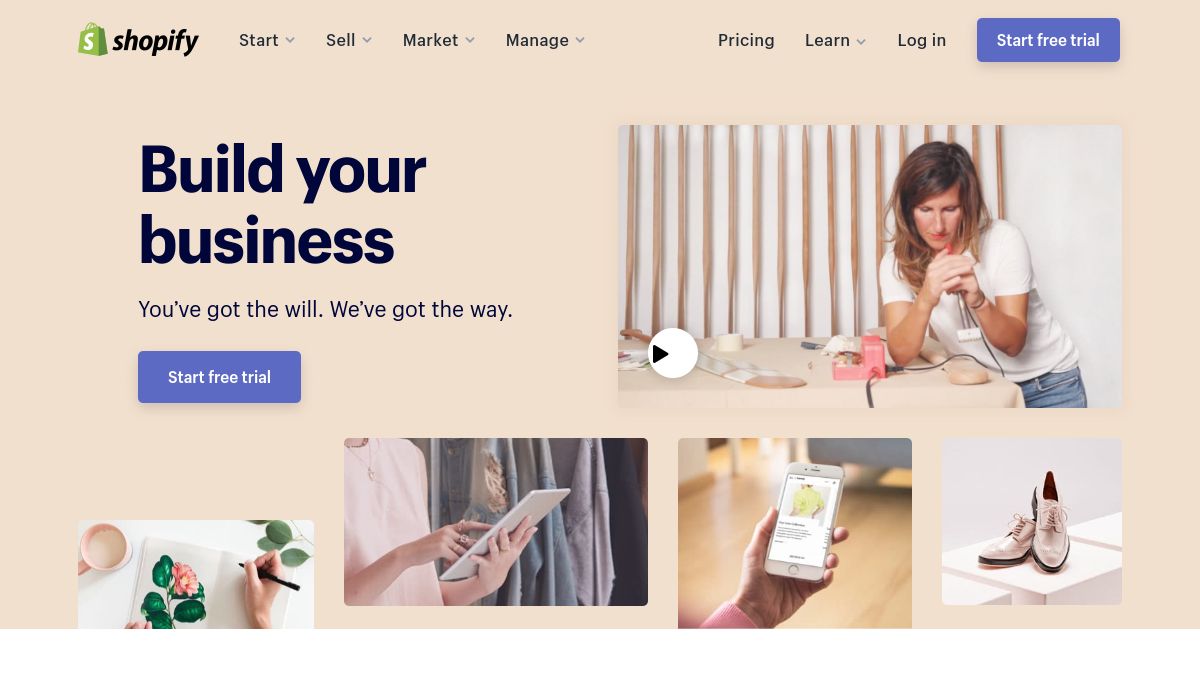 shopify
Start
Sell
Market
Manage
Pricing
Learn
Log in
Start free trial
Build your
business
You’ve got the will. We’ve got the way.
Start free trial